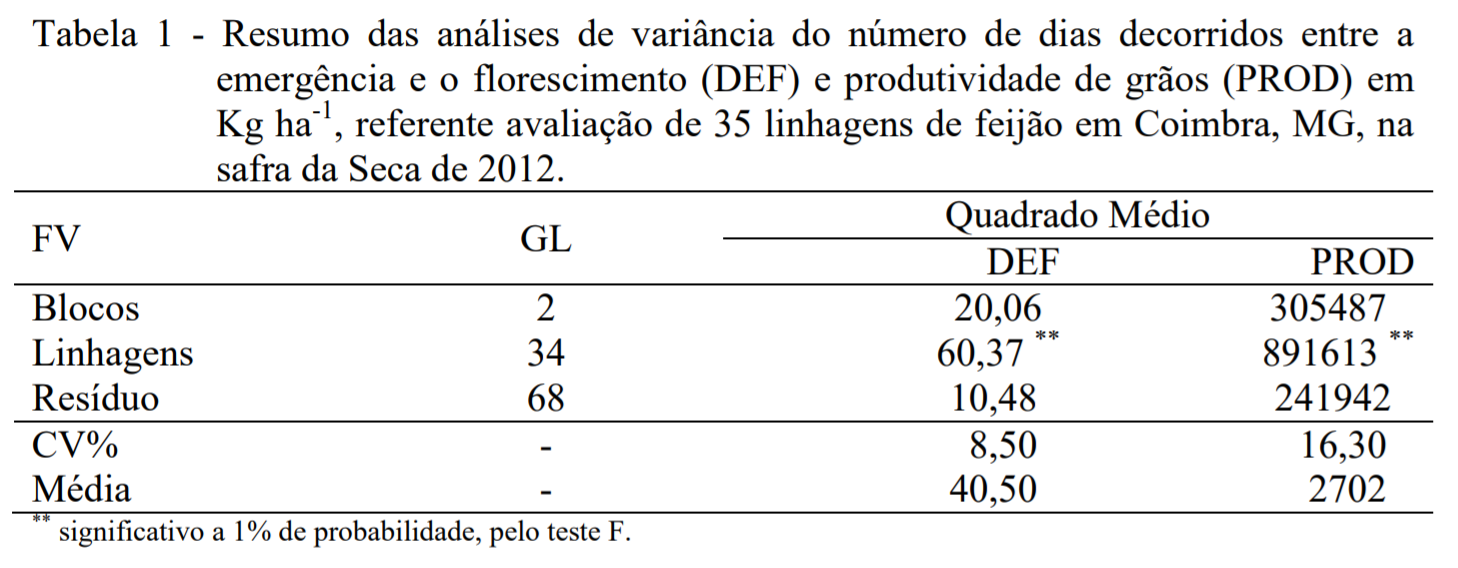 Tabela 1 - Resumo das análises de variância do número de dias decorridos entre a
emergência e o florescimento (DEF) e produtividade de grãos (PROD) em
Kg ha⁻¹, referente avaliação de 35 linhagens de feijão em Coimbra, MG, na
safra da Seca de 2012.
FV GL Quadrado Médio
DEF PROD
Blocos 2 20,06 305487
Linhagens 34 60,37 ** 891613 **
Resíduo 68 10,48 241942
CV% - 8,50 16,30
Média - 40,50 2702
** significativo a 1% de probabilidade, pelo teste F.